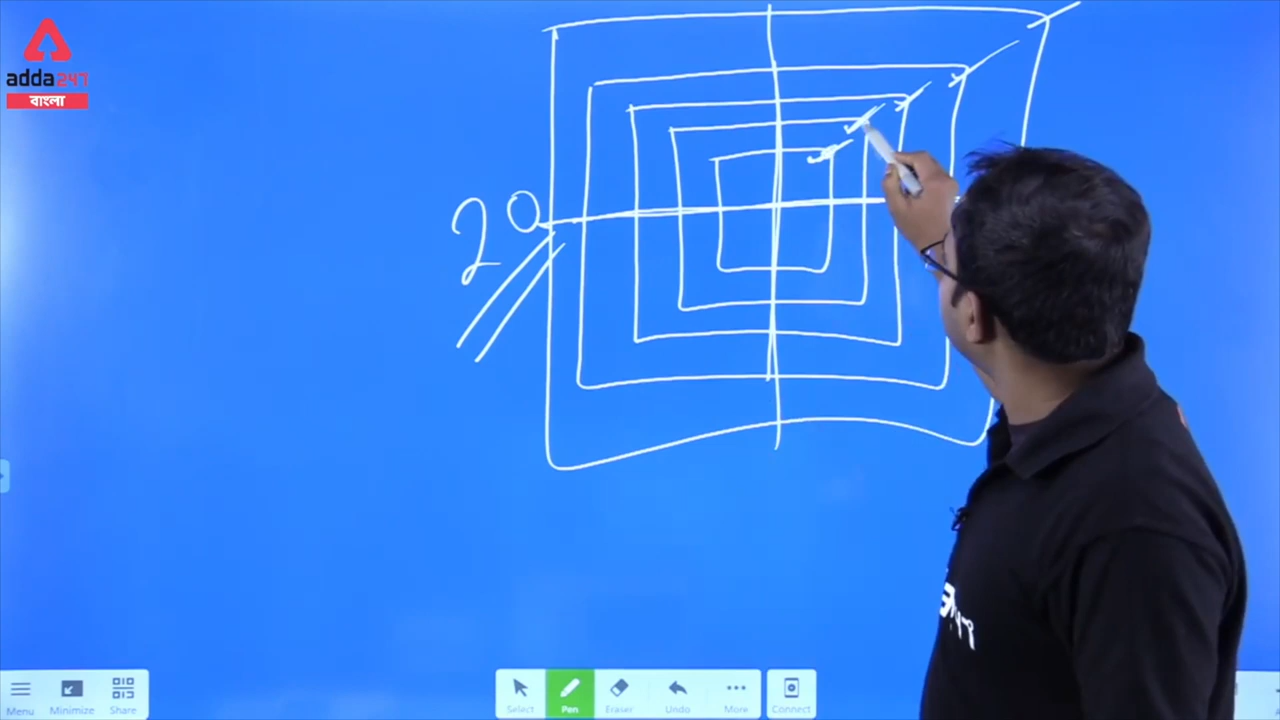 adda247
বাংলা
20
Menu
Minimize
Share
Select
Pen
Eraser
Undo
More
Connect